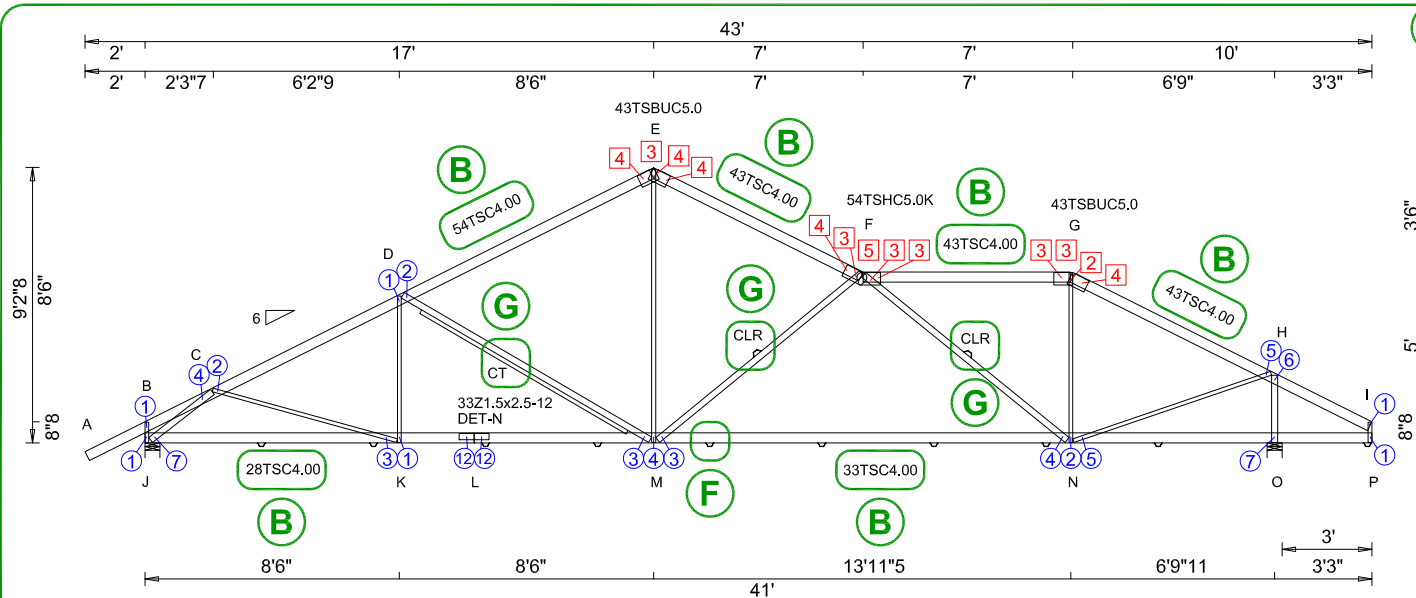 43'
2' 17' 7' 7' 10'
2' 2'3"7 6'2"9 8'6" 7' 7' 6'9" 3'3"
43TSBUC5.0
E
B
4 3 4 4
B
43TSC4.00
54TSC4.00
54TSHC5.0K
F
B
43TSBUC5.0
G
4 3 5 3 3
43TSC4.00
3 3 2 4
B
43TSC4.00
3'6"
9'2"8
8'6"
D
1 2
6
G
CT
G
CLR
CLR
G
H
5 6
5'
C
4 2
B
1
A
8"8
33Z1.5x2.5-12
DET-N
I
1
8"8
1 7 3 1 12 12 3 4 3 4 2 5 7 1
28TSC4.00
33TSC4.00
J K L M N O P
B
F
B
3'
8'6" 8'6" 13'11"5 6'9"11 3'3"
41'